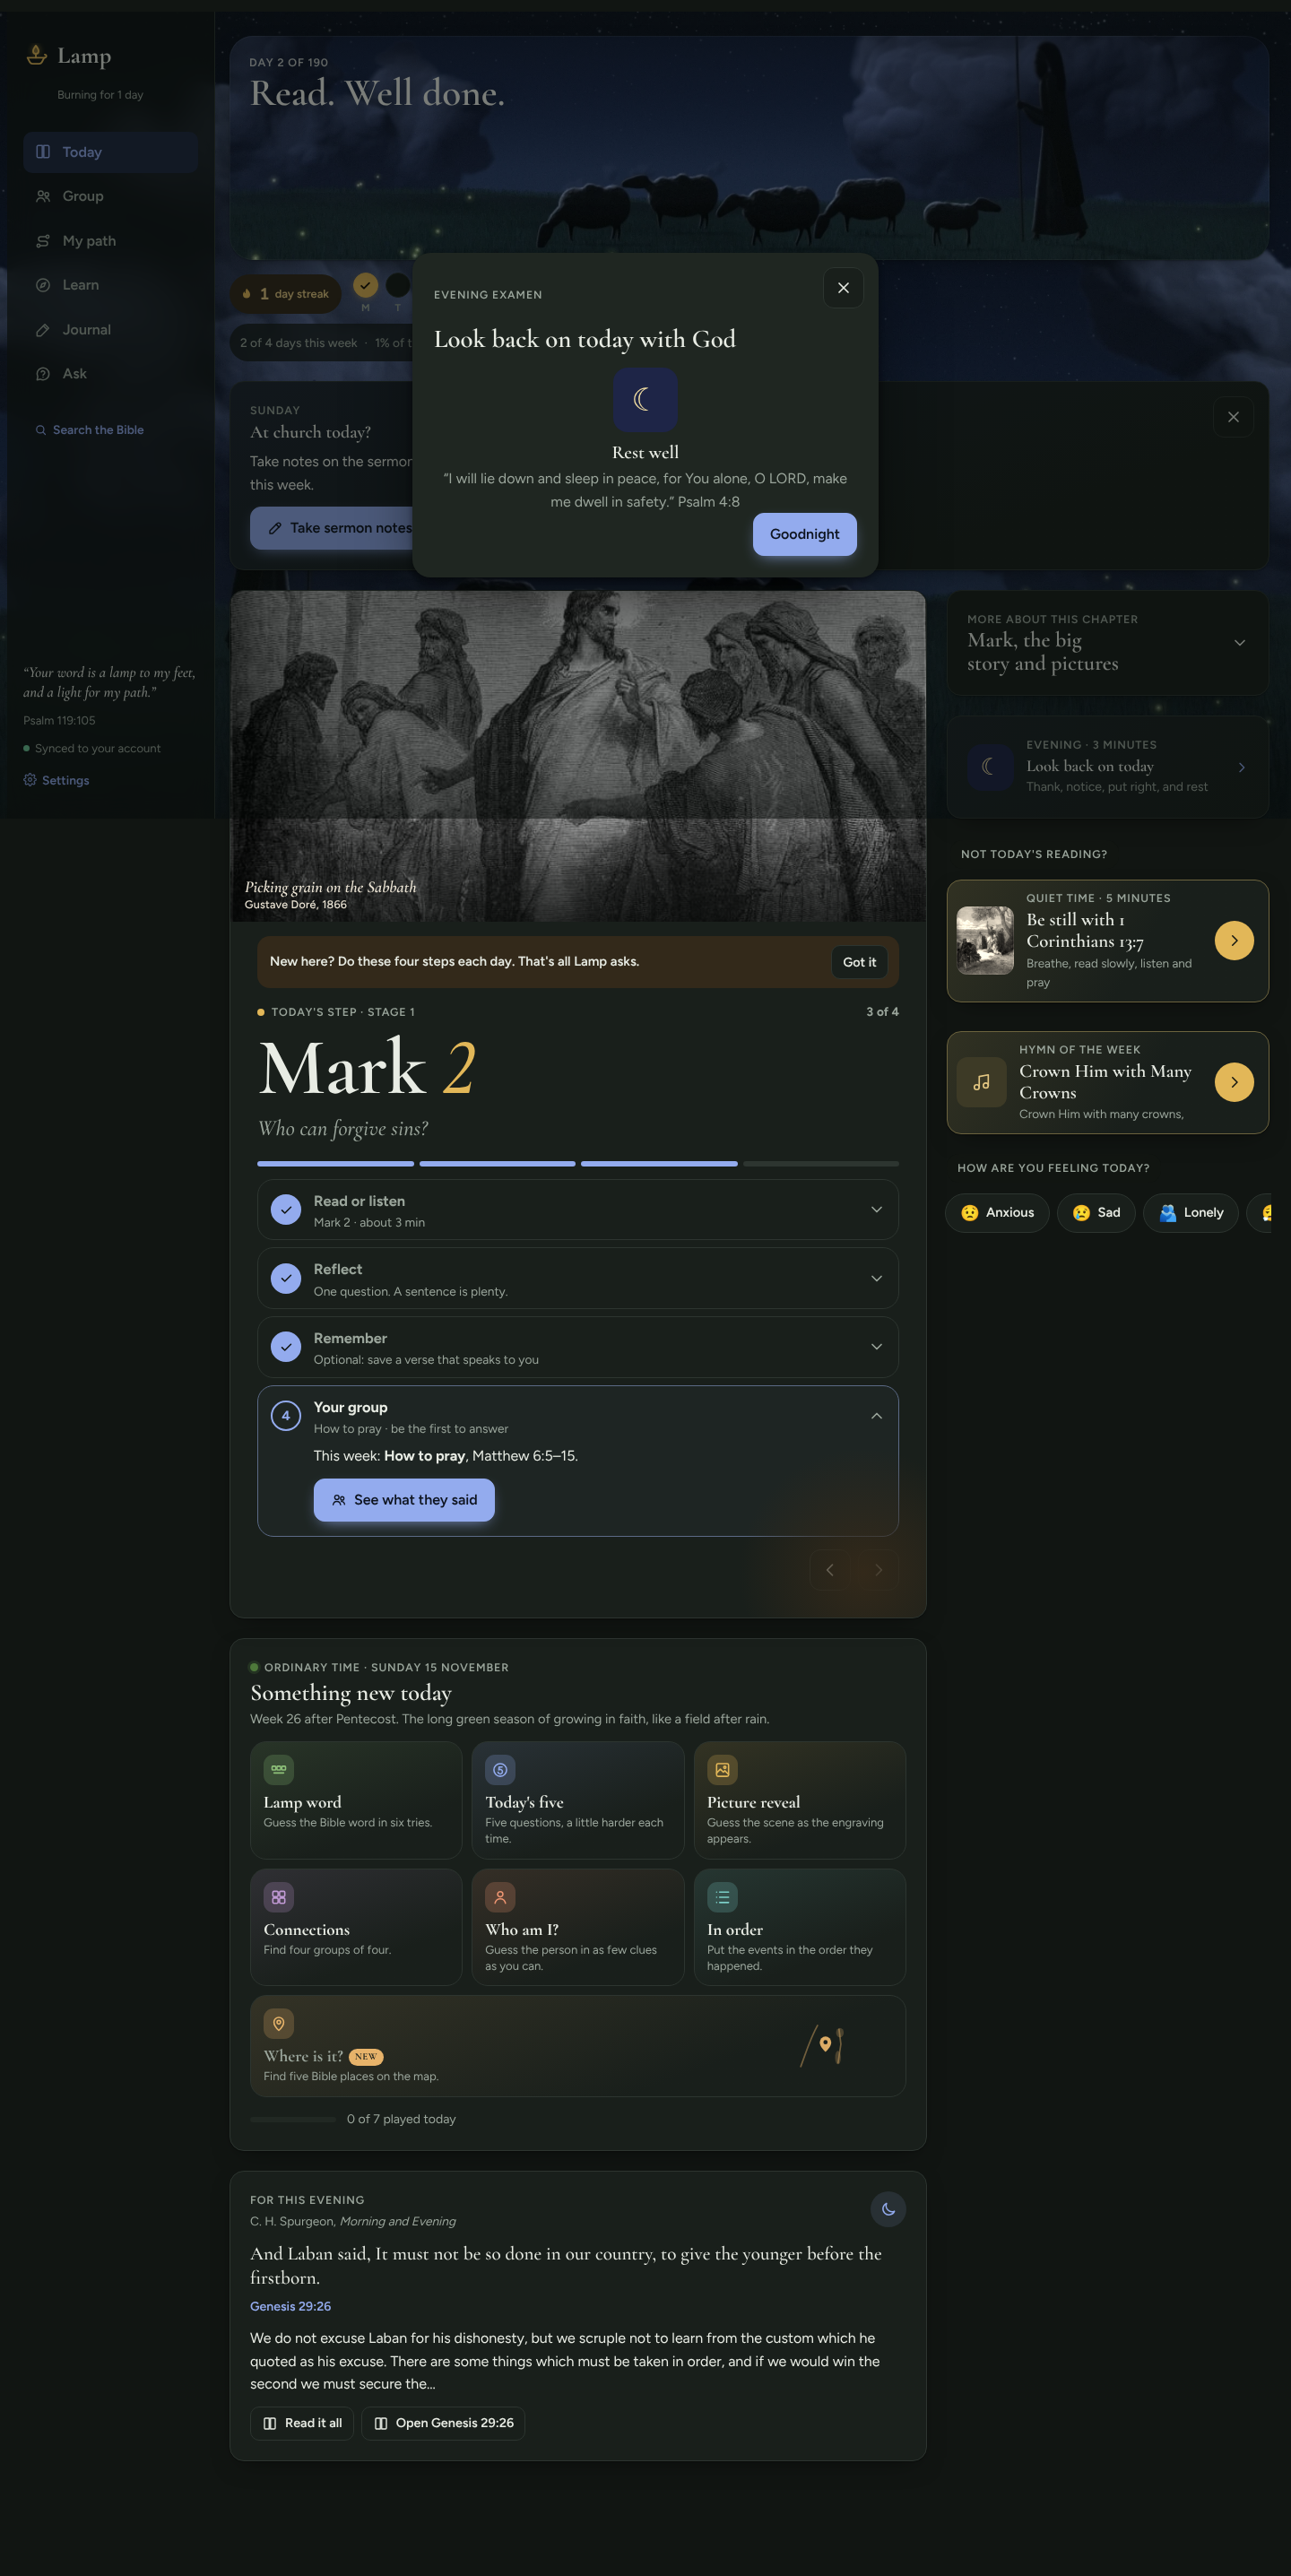 Lamp
Burning for 1 day
Today
Group
My path
Learn
Journal
Ask
Search the Bible
“Your word is a lamp to my feet,
and a light for my path.”
Psalm 119:105
Synced to your account
Settings
DAY 2 OF 190
Read. Well done.
1 day streak
M T
2 of 4 days this week · 1% of t
SUNDAY
At church today?
Take notes on the sermon
this week.
Take sermon notes
EVENING EXAMEN
Look back on today with God
Rest well
“I will lie down and sleep in peace, for You alone, O LORD, make
me dwell in safety.” Psalm 4:8
Goodnight
Picking grain on the Sabbath
Gustave Doré, 1866
New here? Do these four steps each day. That's all Lamp asks.
Got it
TODAY'S STEP · STAGE 1
3 of 4
Mark 2
Who can forgive sins?
Read or listen
Mark 2 · about 3 min
Reflect
One question. A sentence is plenty.
Remember
Optional: save a verse that speaks to you
4
Your group
How to pray · be the first to answer
This week: How to pray, Matthew 6:5–15.
See what they said
MORE ABOUT THIS CHAPTER
Mark, the big
story and pictures
EVENING · 3 MINUTES
Look back on today
Thank, notice, put right, and rest
NOT TODAY'S READING?
QUIET TIME · 5 MINUTES
Be still with 1
Corinthians 13:7
Breathe, read slowly, listen and
pray
HYMN OF THE WEEK
Crown Him with Many
Crowns
Crown Him with many crowns,
HOW ARE YOU FEELING TODAY?
Anxious
Sad
Lonely
ORDINARY TIME · SUNDAY 15 NOVEMBER
Something new today
Week 26 after Pentecost. The long green season of growing in faith, like a field after rain.
Lamp word
Guess the Bible word in six tries.
5
Today's five
Five questions, a little harder each
time.
Picture reveal
Guess the scene as the engraving
appears.
Connections
Find four groups of four.
Who am I?
Guess the person in as few clues
as you can.
In order
Put the events in the order they
happened.
Where is it? NEW
Find five Bible places on the map.
0 of 7 played today
FOR THIS EVENING
C. H. Spurgeon, Morning and Evening
And Laban said, It must not be so done in our country, to give the younger before the
firstborn.
Genesis 29:26
We do not excuse Laban for his dishonesty, but we scruple not to learn from the custom which he
quoted as his excuse. There are some things which must be taken in order, and if we would win the
second we must secure the…
Read it all
Open Genesis 29:26